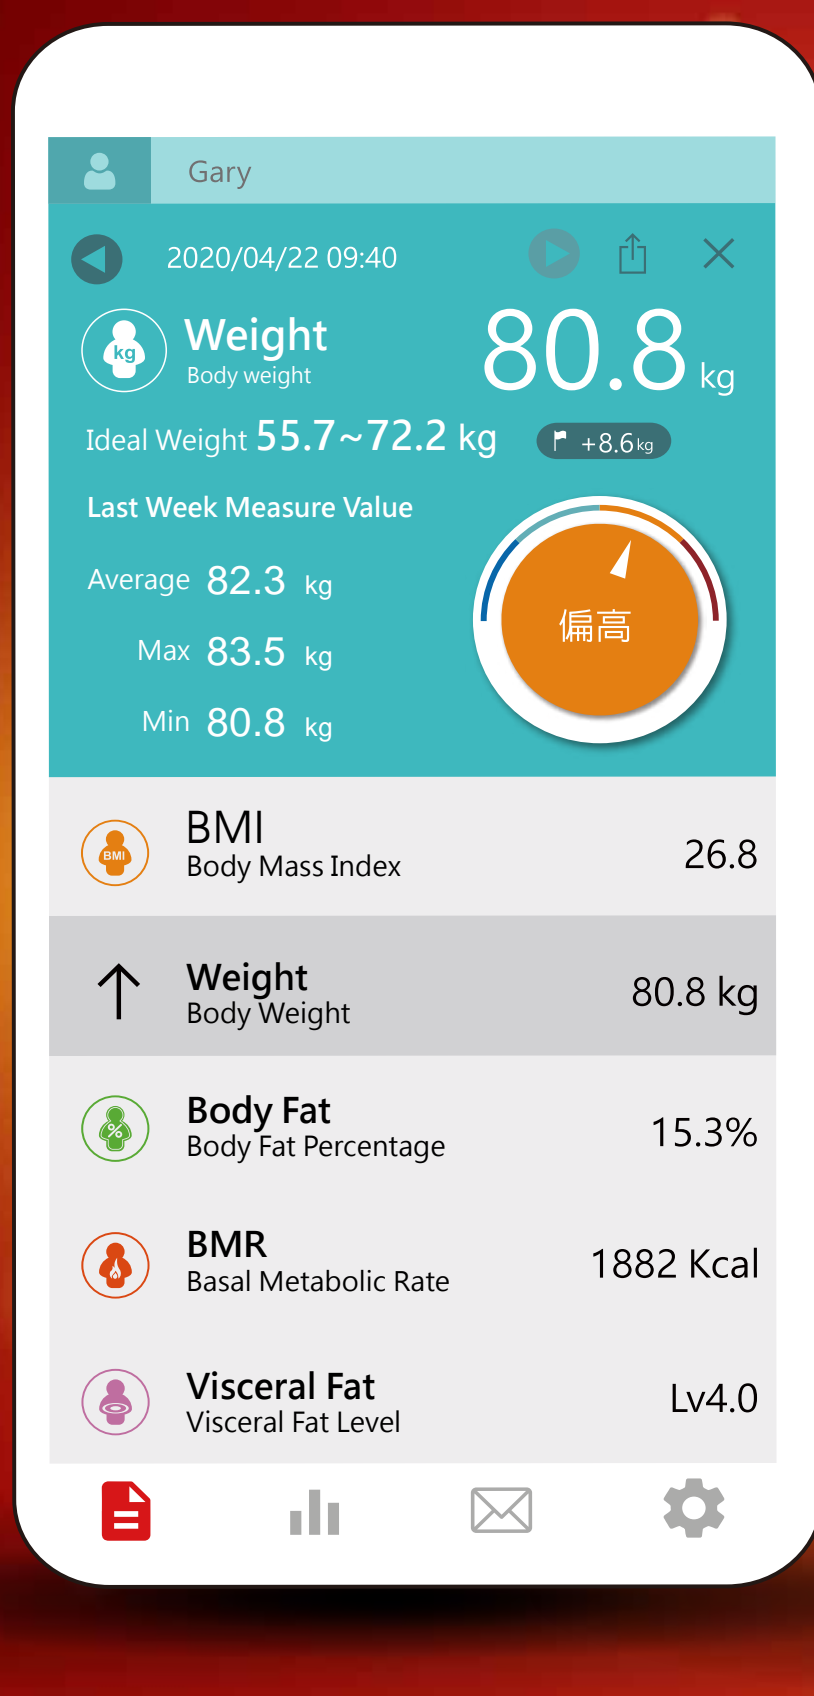 Gary
2020/04/22 09:40
kg
Weight
Body weight
80.8 kg
Ideal Weight 55.7~72.2 kg
+8.6kg
Last Week Measure Value
Average 82.3 kg
Max 83.5 kg
Min 80.8 kg
偏高
BMI
BMI
Body Mass Index
26.8
Weight
Body Weight
80.8 kg
%
Body Fat
Body Fat Percentage
15.3%
BMR
Basal Metabolic Rate
1882 Kcal
Visceral Fat
Visceral Fat Level
Lv4.0